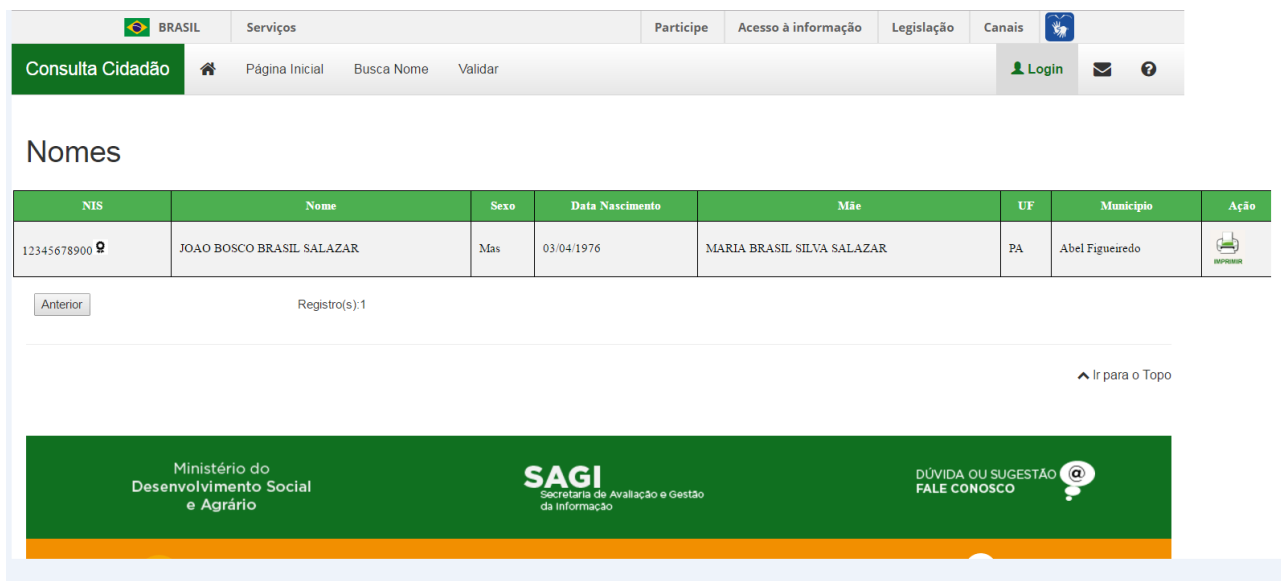 BRASIL Serviços Participe Acesso à informação Legislação Canais
Consulta Cidadão Página Inicial Busca Nome Validar Login
Nomes
NIS Nome Sexo Data Nascimento Mãe UF Municipio Ação
12345678900 JOAO BOSCO BRASIL SALAZAR Mas 03/04/1976 MARIA BRASIL SILVA SALAZAR PA Abel Figueiredo
IMPRIMIR
Anterior Registro(s):1
Ir para o Topo
Ministério do
Desenvolvimento Social
e Agrário
SAGI
Secretaria de Avaliação e Gestão
da Informação
DÚVIDA OU SUGESTÃO @
FALE CONOSCO